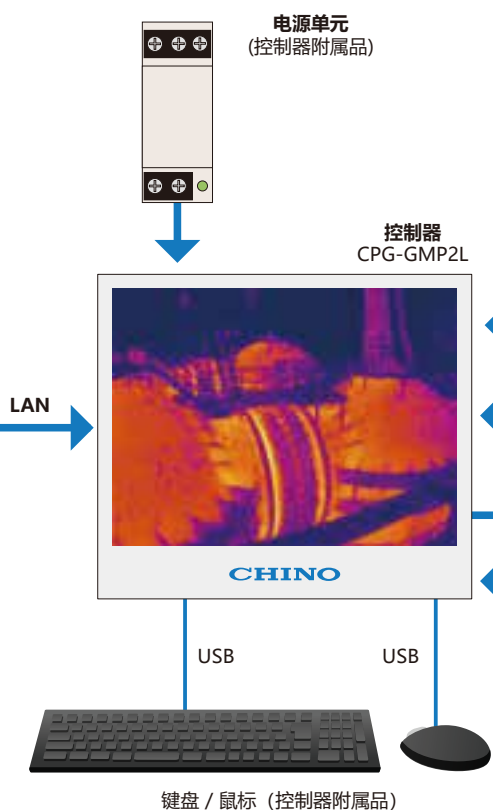 电源单元
(控制器附属品)
控制器
CPG-GMP2L
LAN
CHINO
USB
USB
键盘 / 鼠标（控制器附属品）